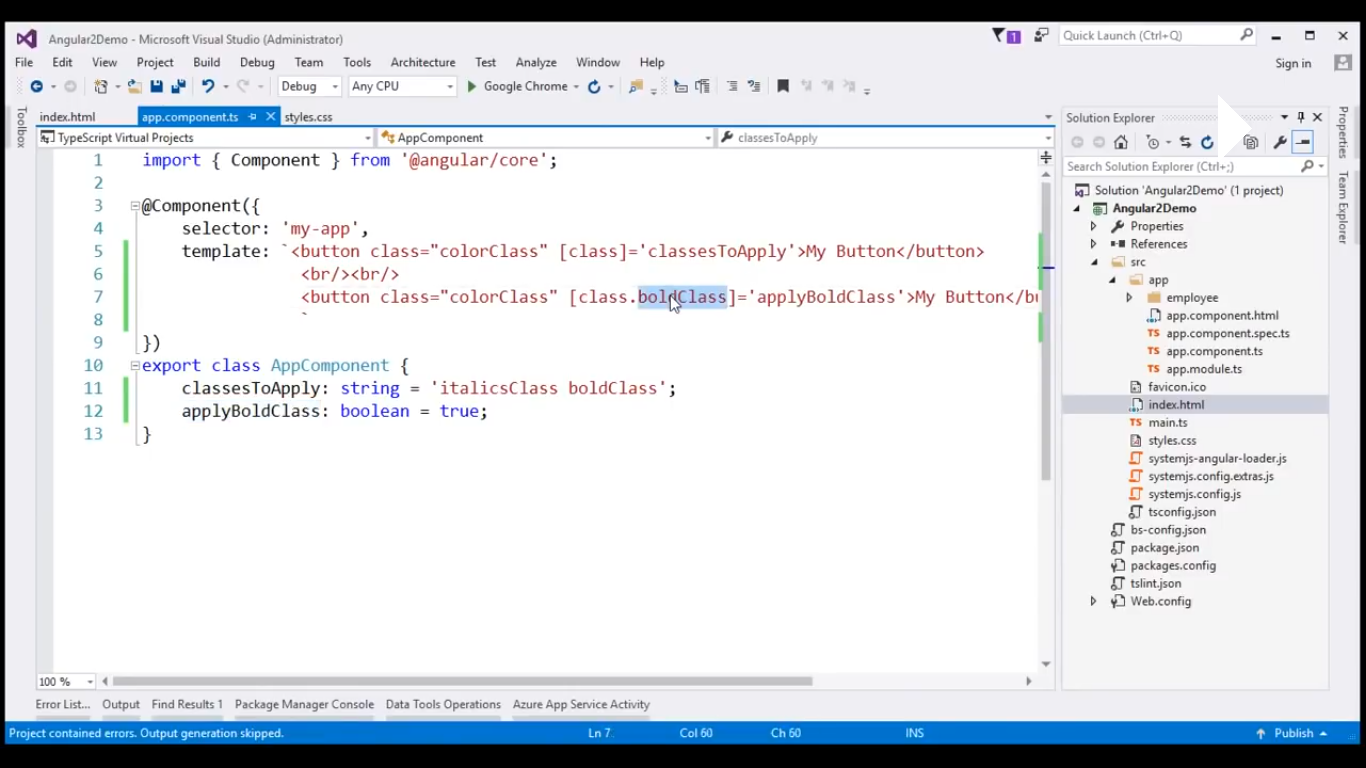 Angular2Demo - Microsoft Visual Studio (Administrator)
1
Quick Launch (Ctrl+Q)
File Edit View Project Build Debug Team Tools Architecture Test Analyze Window Help
Sign in
Debug Any CPU Google Chrome
Toolbox
index.html app.component.ts styles.css
TypeScript Virtual Projects AppComponent classesToApply
1 import { Component } from '@angular/core';
2
3 @Component({
4 selector: 'my-app',
5 template: `<button class="colorClass" [class]='classesToApply'>My Button</button>
6 <br/><br/>
7 <button class="colorClass" [class.boldClass]='applyBoldClass'>My Button</bu
8 `
9 })
10 export class AppComponent {
11 classesToApply: string = 'italicsClass boldClass';
12 applyBoldClass: boolean = true;
13 }
100 %
Solution Explorer
Search Solution Explorer (Ctrl+;)
Solution 'Angular2Demo' (1 project)
Angular2Demo
Properties
References
src
app
employee
app.component.html
app.component.spec.ts
app.component.ts
app.module.ts
favicon.ico
index.html
main.ts
styles.css
systemjs-angular-loader.js
systemjs.config.extras.js
systemjs.config.js
tsconfig.json
bs-config.json
package.json
packages.config
tslint.json
Web.config
Properties
Team Explorer
Error List... Output Find Results 1 Package Manager Console Data Tools Operations Azure App Service Activity
Project contained errors. Output generation skipped. Ln 7 Col 60 Ch 60 INS Publish